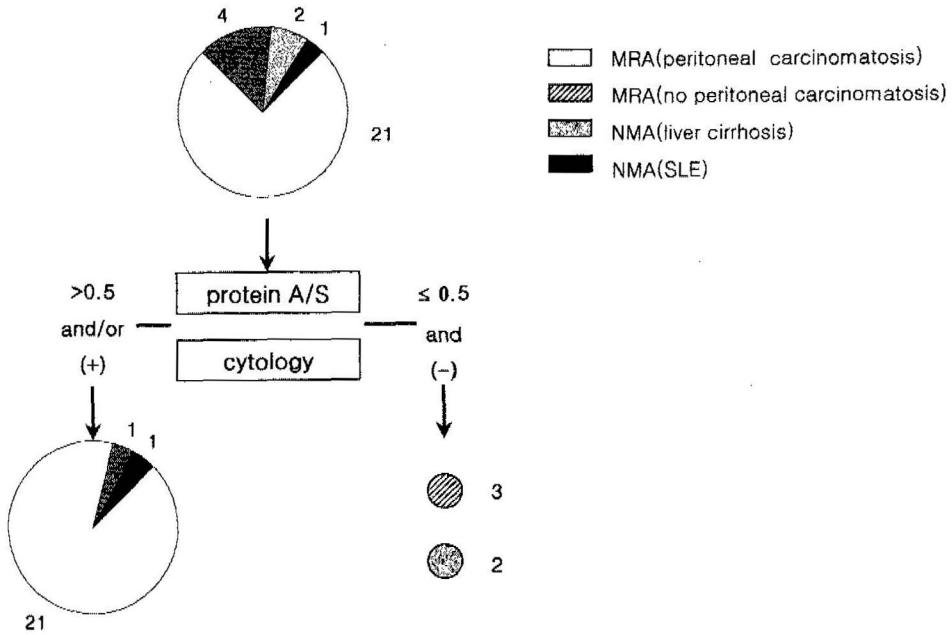 4
2
1
21
MRA(peritoneal carcinomatosis)
MRA(no peritoneal carcinomatosis)
NMA(liver cirrhosis)
NMA(SLE)
>0.5
and/or
(+)
protein A/S
cytology
≤ 0.5
and
(−)
1
1
21
3
2